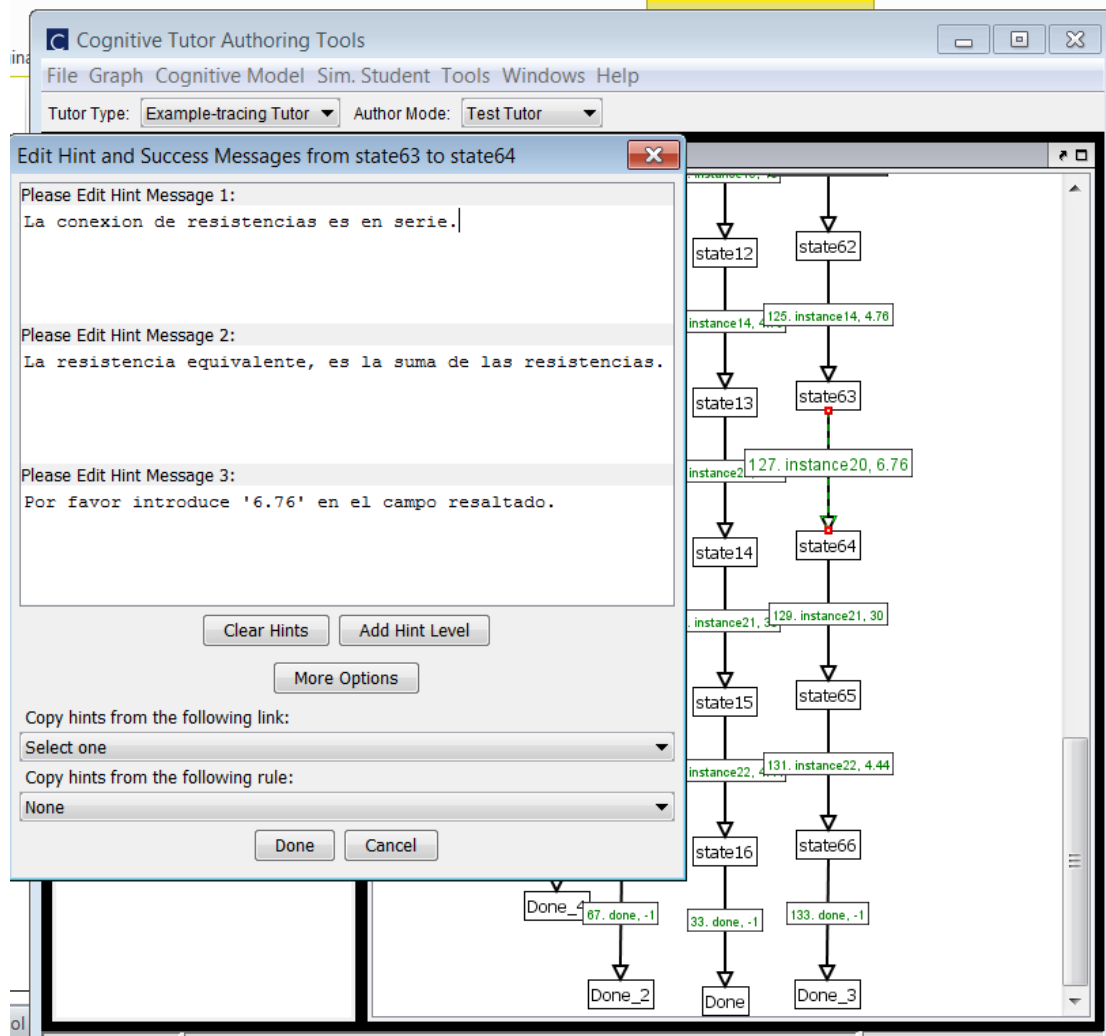 Cognitive Tutor Authoring Tools
File Graph Cognitive Model Sim. Student Tools Windows Help
Tutor Type: Example-tracing Tutor Author Mode: Test Tutor
Edit Hint and Success Messages from state63 to state64
Please Edit Hint Message 1:
La conexion de resistencias es en serie.
Please Edit Hint Message 2:
La resistencia equivalente, es la suma de las resistencias.
Please Edit Hint Message 3:
Por favor introduce '6.76' en el campo resaltado.
Clear Hints Add Hint Level
More Options
Copy hints from the following link:
Select one
Copy hints from the following rule:
None
Done Cancel
state12 state62
instance14, 125. instance14, 4.76
state13 state63
127. instance20, 6.76
state14 state64
instance21, 129. instance21, 30
state15 state65
instance22, 131. instance22, 4.44
state16 state66
Done_4 67. done, -1 33. done, -1 133. done, -1
Done_2 Done Done_3